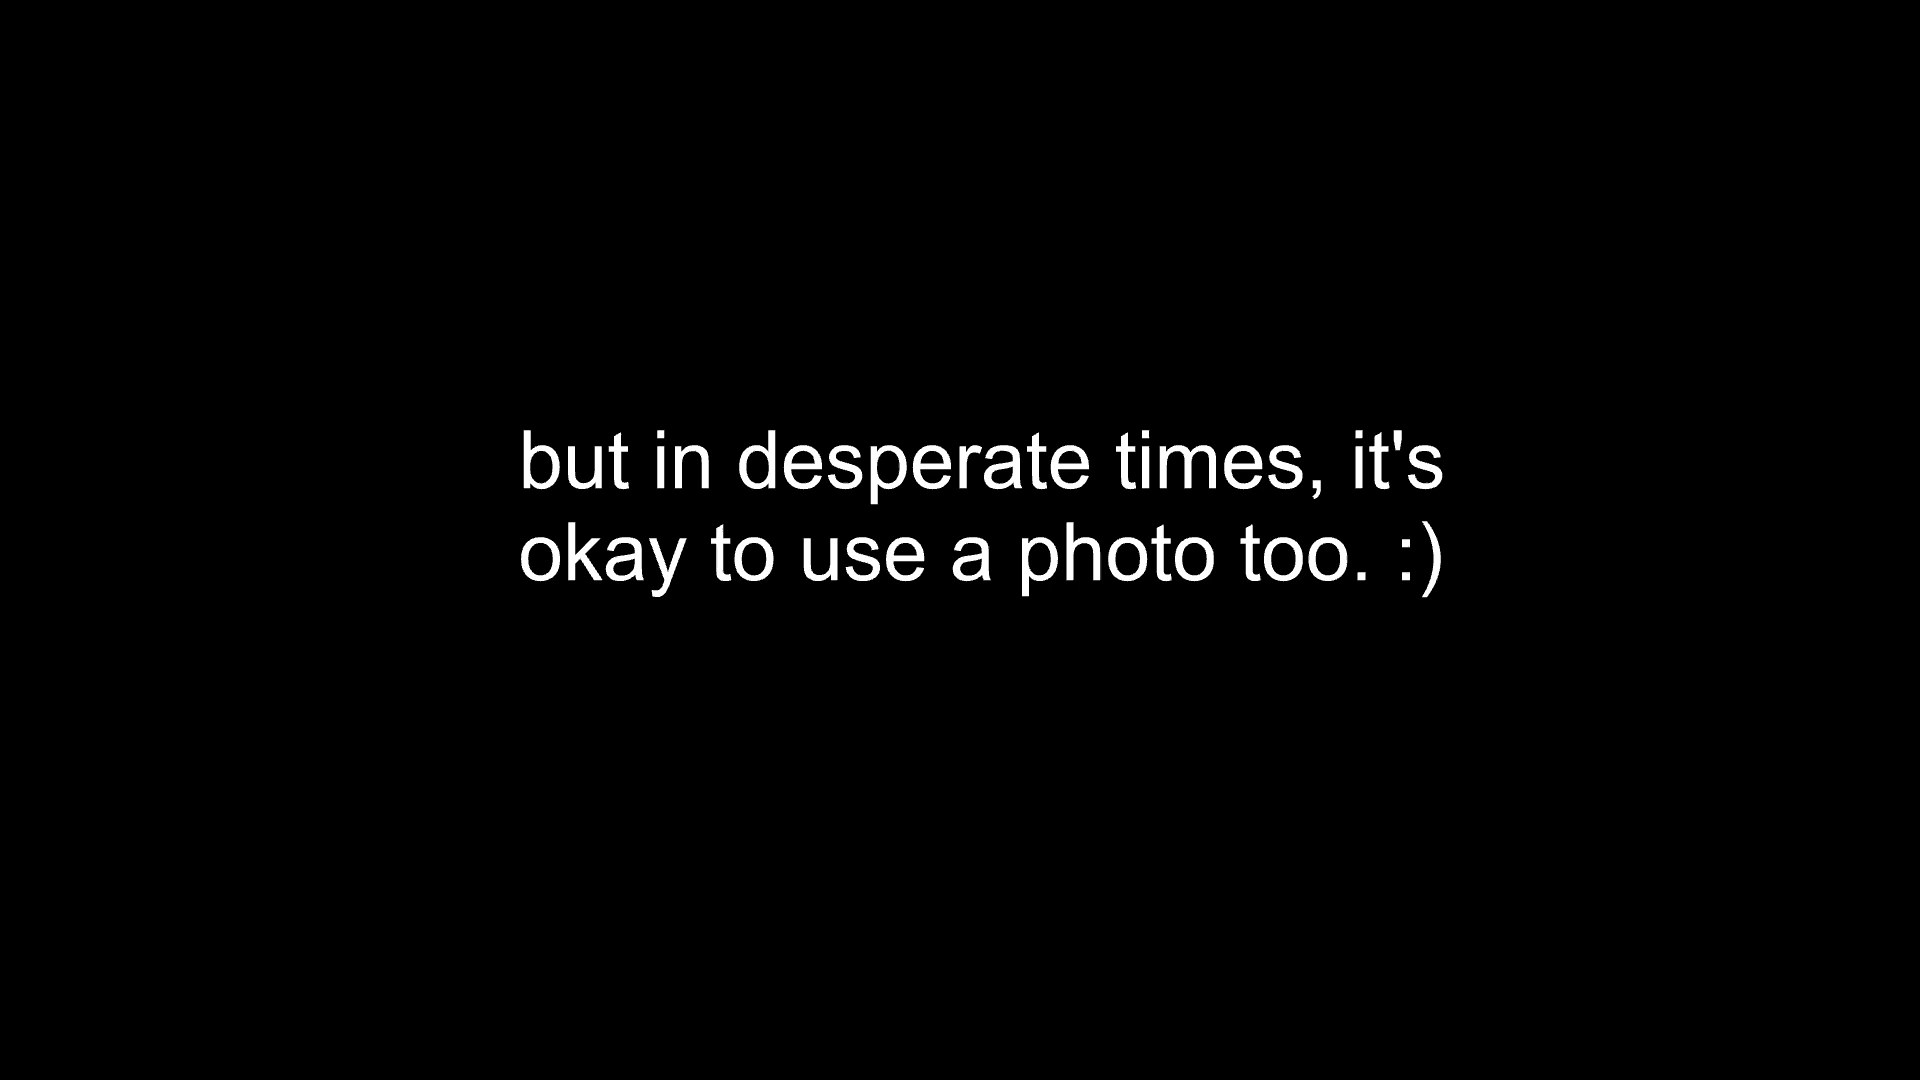 but in desperate times, it's
okay to use a photo too. :)